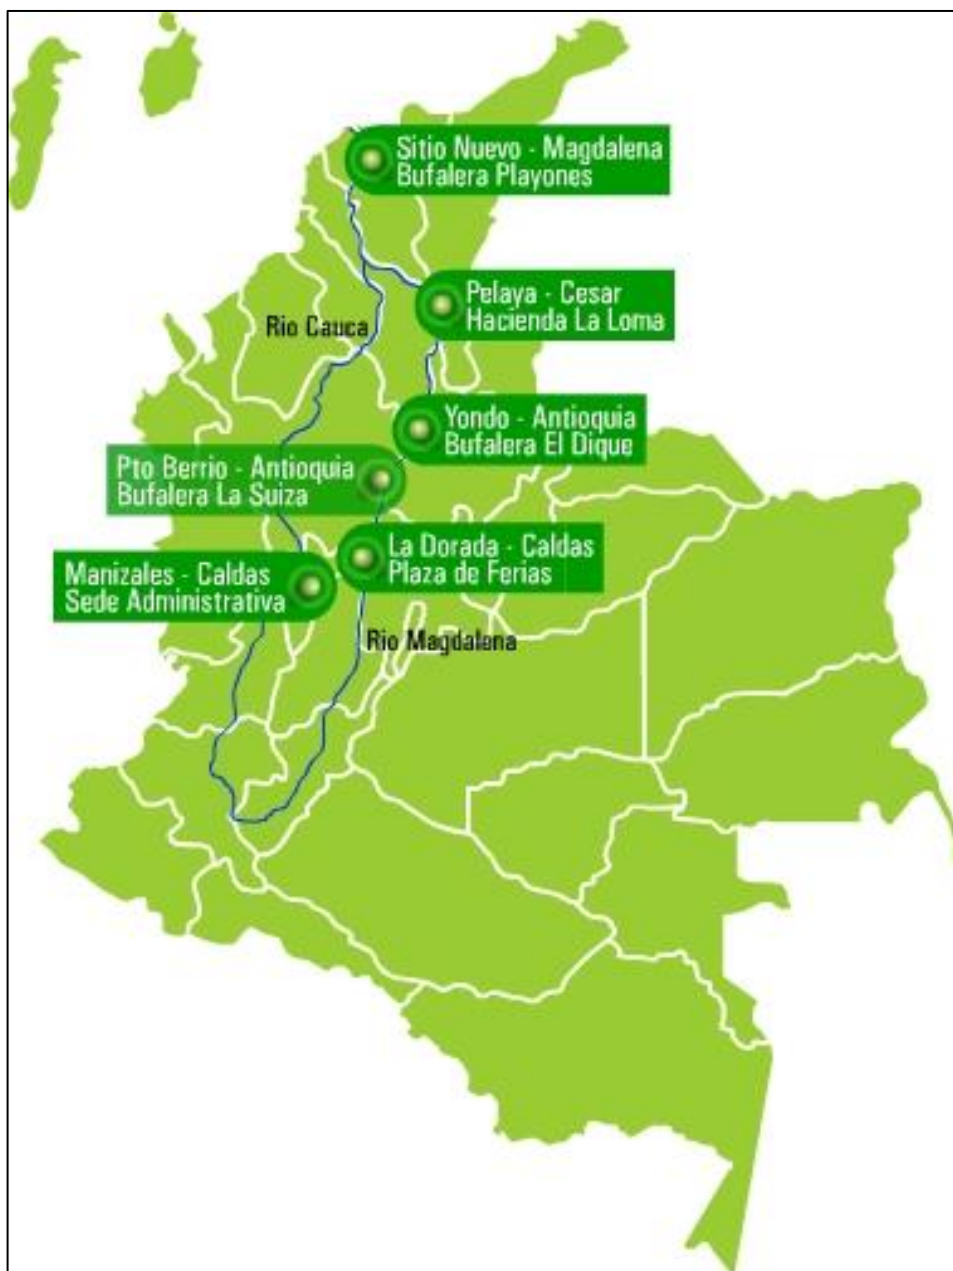 Sitio Nuevo - Magdalena
Bufalera Playones
Pelaya - Cesar
Hacienda La Loma
Rio Cauca
Yondo - Antioquia
Bufalera El Dique
Pto Berrio - Antioquia
Bufalera La Suiza
La Dorada - Caldas
Plaza de Ferias
Manizales - Caldas
Sede Administrativa
Rio Magdalena